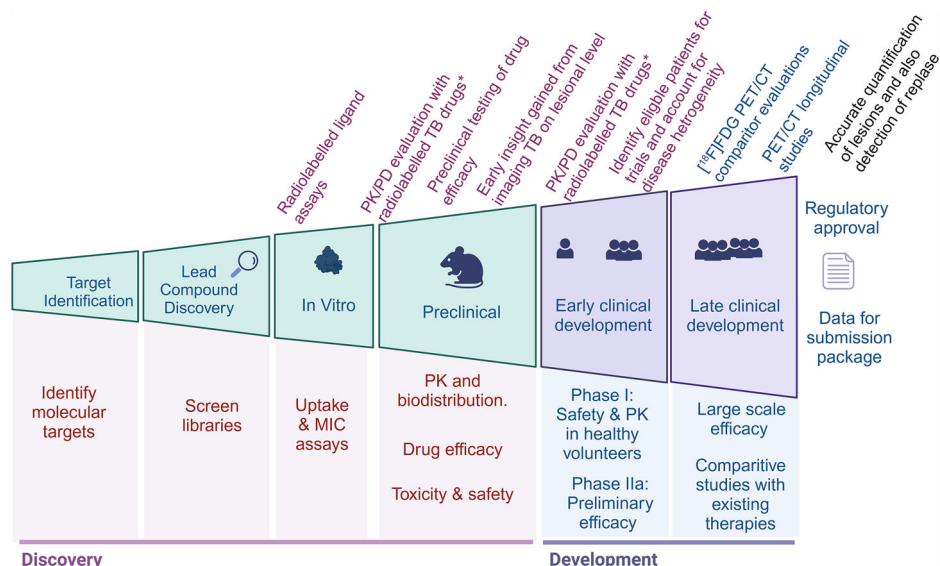 Radiolabelled ligand
assays
PK/PD evaluation with
radiolabelled TB drugs*
Preclinical testing of drug
efficacy
Early insight gained from
imaging TB on lesional level
PK/PD evaluation with
radiolabelled TB drugs*
Identify eligble patients for
trials and account for
disease hetrogeneity
[¹⁸F]FDG PET/CT
comparitor evaluations
PET/CT longitudinal
studies
Accurate quantification
of lesions and also
detection of replase
Target
Identification
Lead
Compound
Discovery
In Vitro
Preclinical
Early clinical
development
Late clinical
development
Regulatory
approval
Data for
submission
package
Identify
molecular
targets
Screen
libraries
Uptake
& MIC
assays
PK and
biodistribution.
Drug efficacy
Toxicity & safety
Phase I:
Safety & PK
in healthy
volunteers
Phase IIa:
Preliminary
efficacy
Large scale
efficacy
Comparitive
studies with
existing
therapies
Discovery
Development